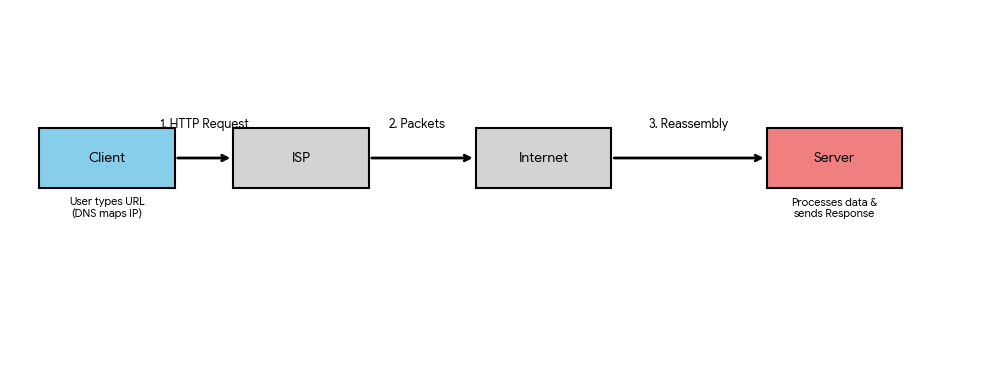 1. HTTP Request
2. Packets
3. Reassembly
Client
ISP
Internet
Server
User types URL
(DNS maps IP)
Processes data &
sends Response